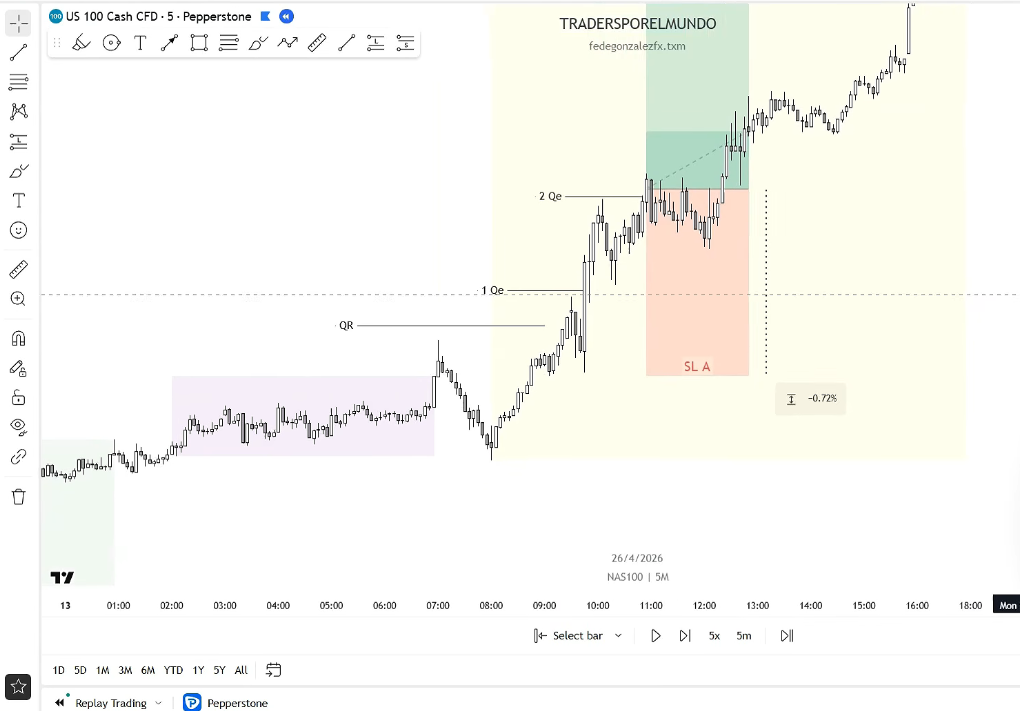 100 US 100 Cash CFD · 5 · Pepperstone
TRADERSPORELMUNDO
fedegonzalezfx.txm
2 Qe
1 Qe
QR
SL A
-0.72%
26/4/2026
NAS100 | 5M
13 01:00 02:00 03:00 04:00 05:00 06:00 07:00 08:00 09:00 10:00 11:00 12:00 13:00 14:00 15:00 16:00 18:00 Mon
Select bar 5x 5m
1D 5D 1M 3M 6M YTD 1Y 5Y All
Replay Trading Pepperstone